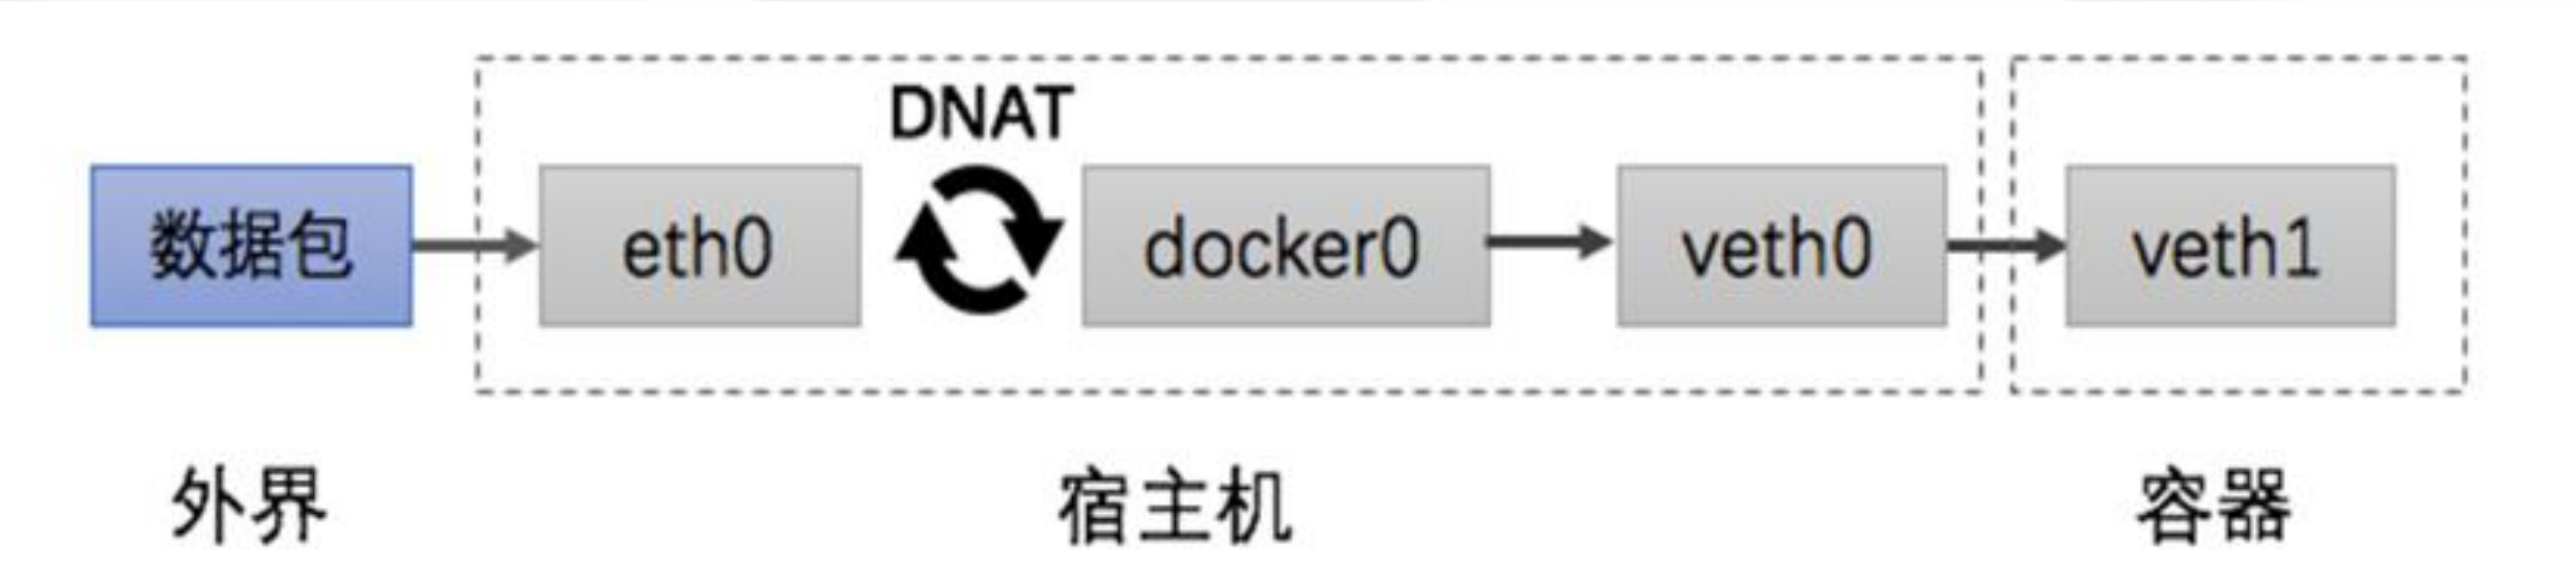 DNAT
数据包
eth0
docker0
veth0
veth1
外界
宿主机
容器